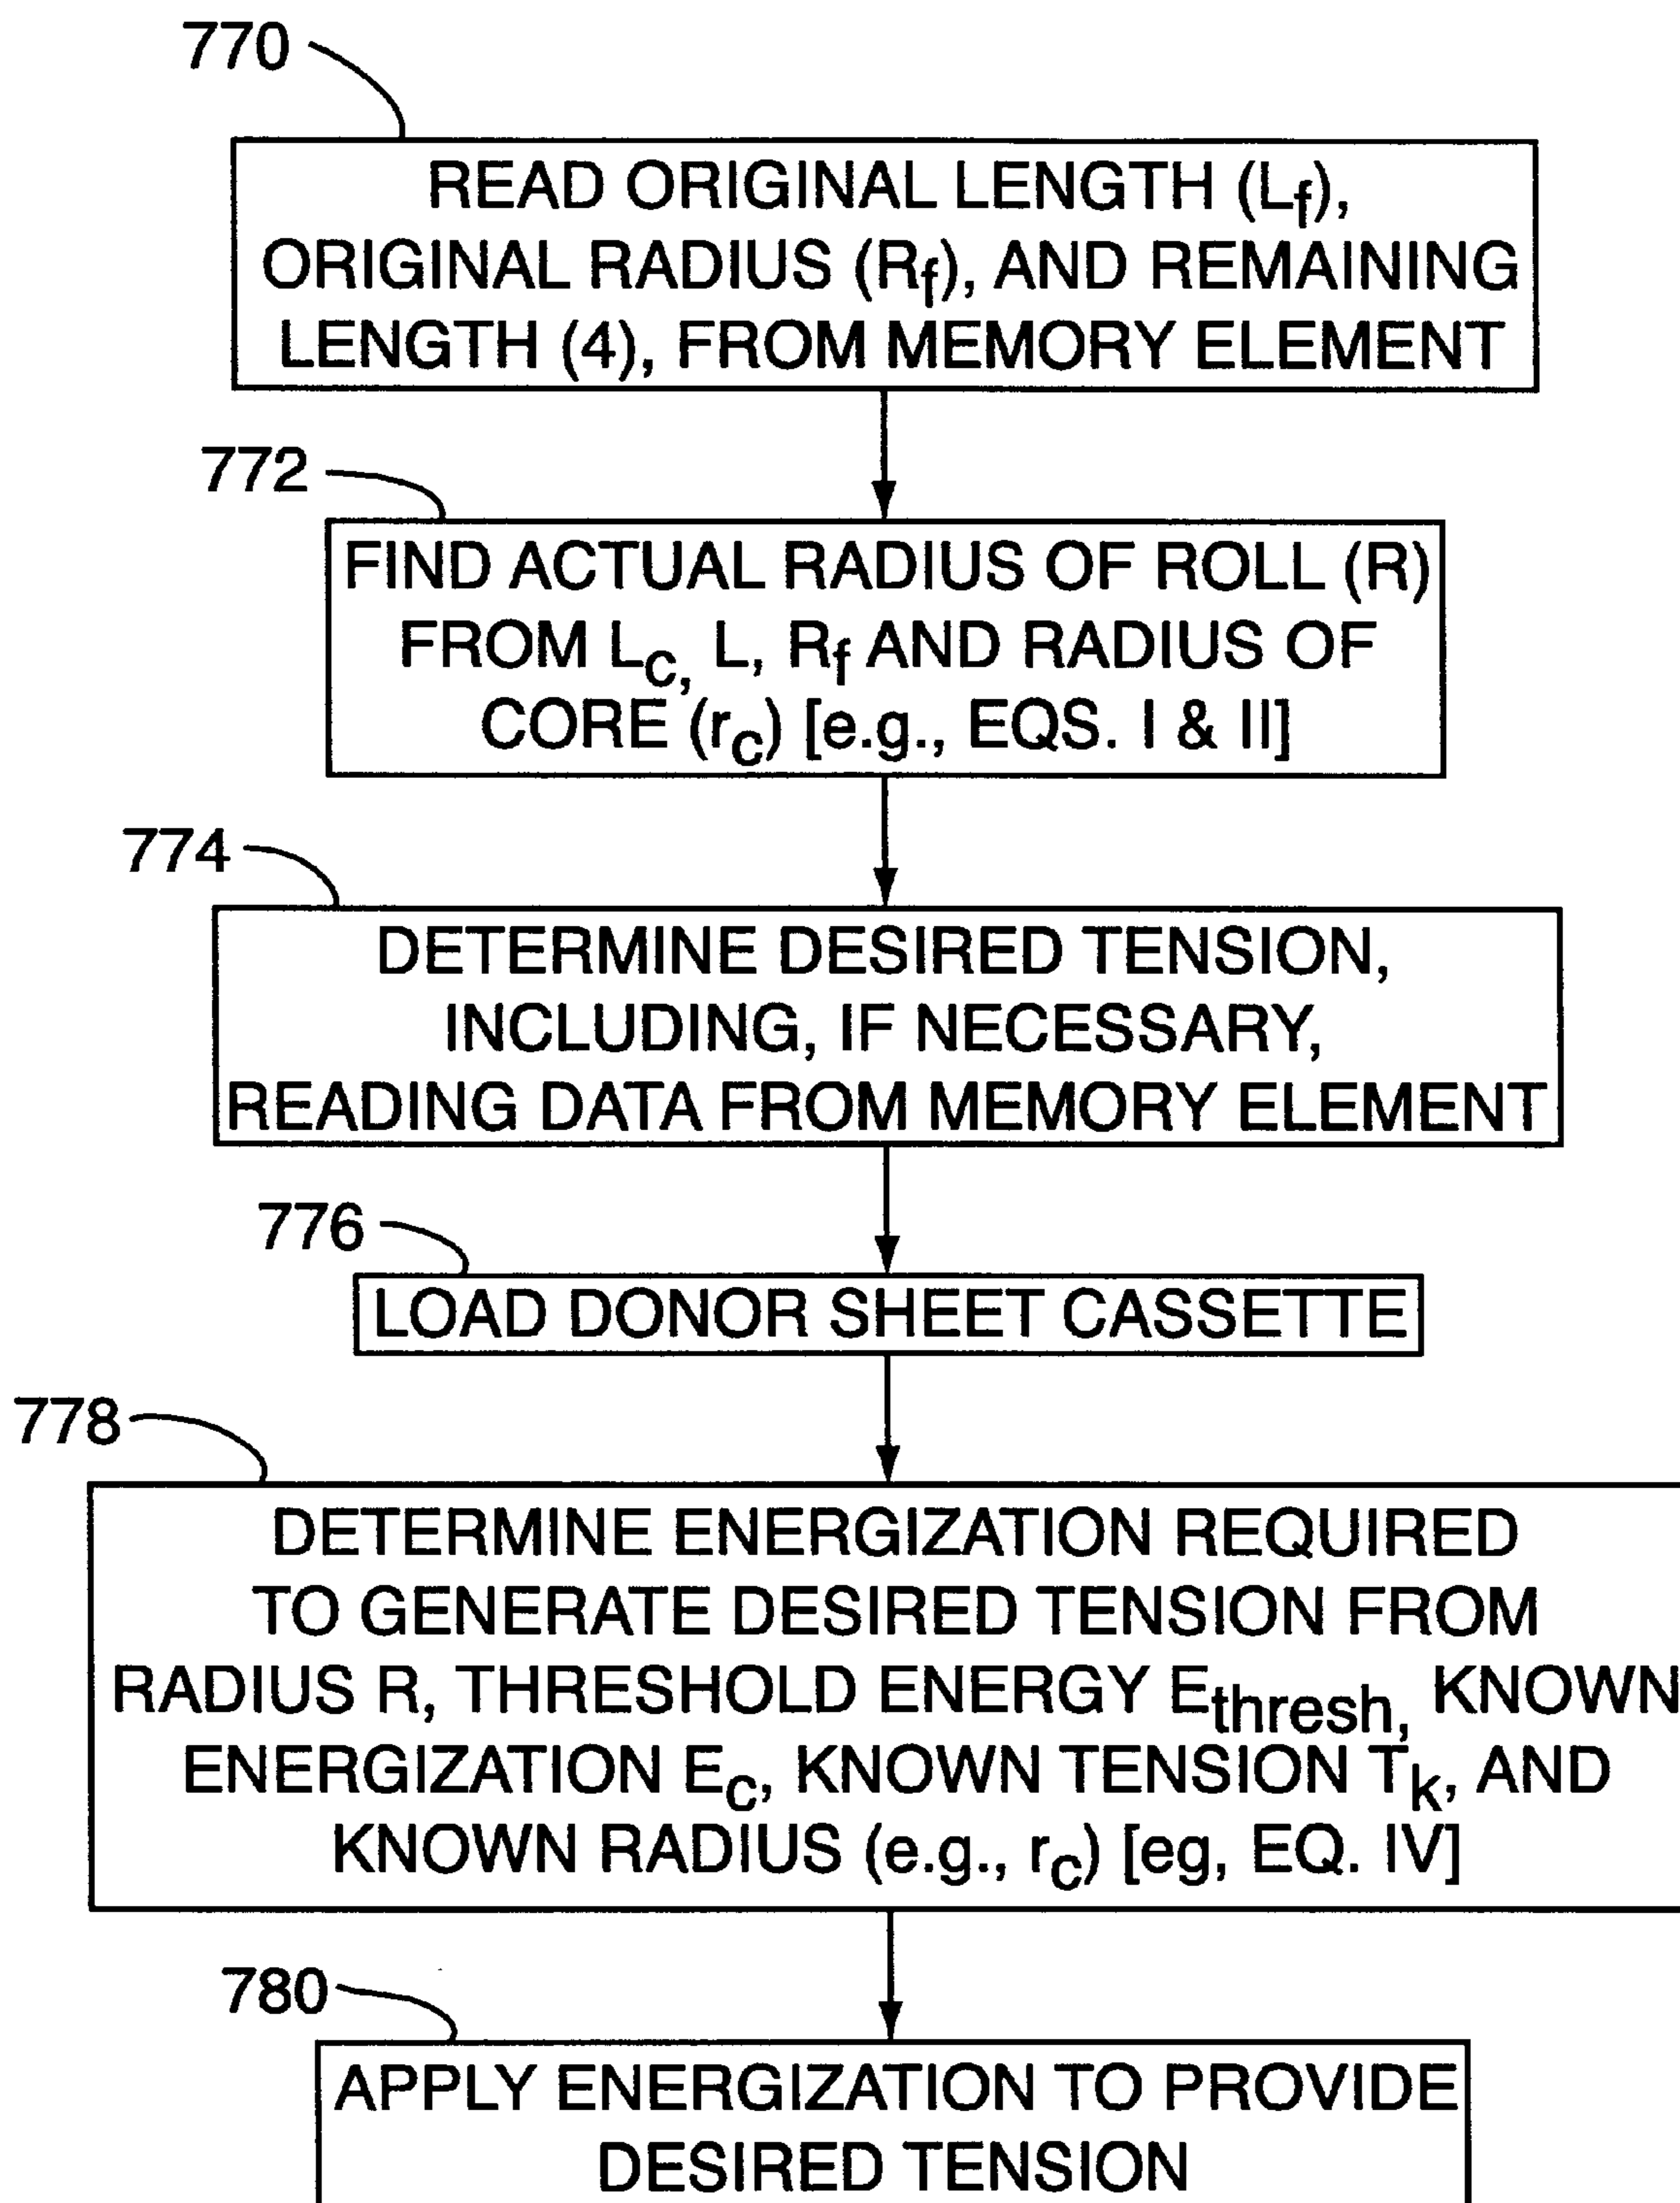 770
READ ORIGINAL LENGTH (Lf),
ORIGINAL RADIUS (Rf), AND REMAINING
LENGTH (4), FROM MEMORY ELEMENT
772
FIND ACTUAL RADIUS OF ROLL (R)
FROM Lc, L, Rf AND RADIUS OF
CORE (rc) [e.g., EQS. I & II]
774
DETERMINE DESIRED TENSION,
INCLUDING, IF NECESSARY,
READING DATA FROM MEMORY ELEMENT
776
LOAD DONOR SHEET CASSETTE
778
DETERMINE ENERGIZATION REQUIRED
TO GENERATE DESIRED TENSION FROM
RADIUS R, THRESHOLD ENERGY Ethresh, KNOWN
ENERGIZATION Ec, KNOWN TENSION Tk, AND
KNOWN RADIUS (e.g., rc) [eg, EQ. IV]
780
APPLY ENERGIZATION TO PROVIDE
DESIRED TENSION